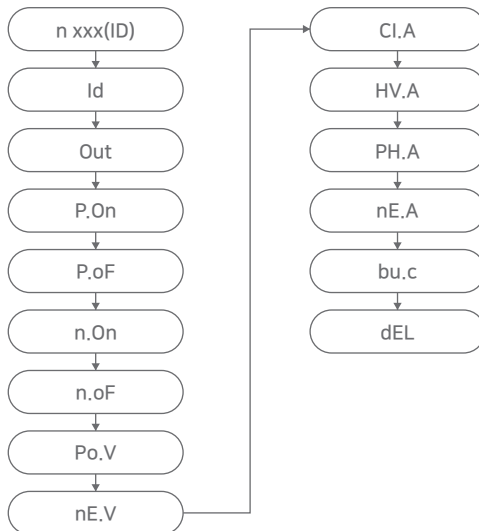 n xxx(ID)
Id
Out
P.On
P.oF
n.On
n.oF
Po.V
nE.V
CI.A
HV.A
PH.A
nE.A
bu.c
dEL